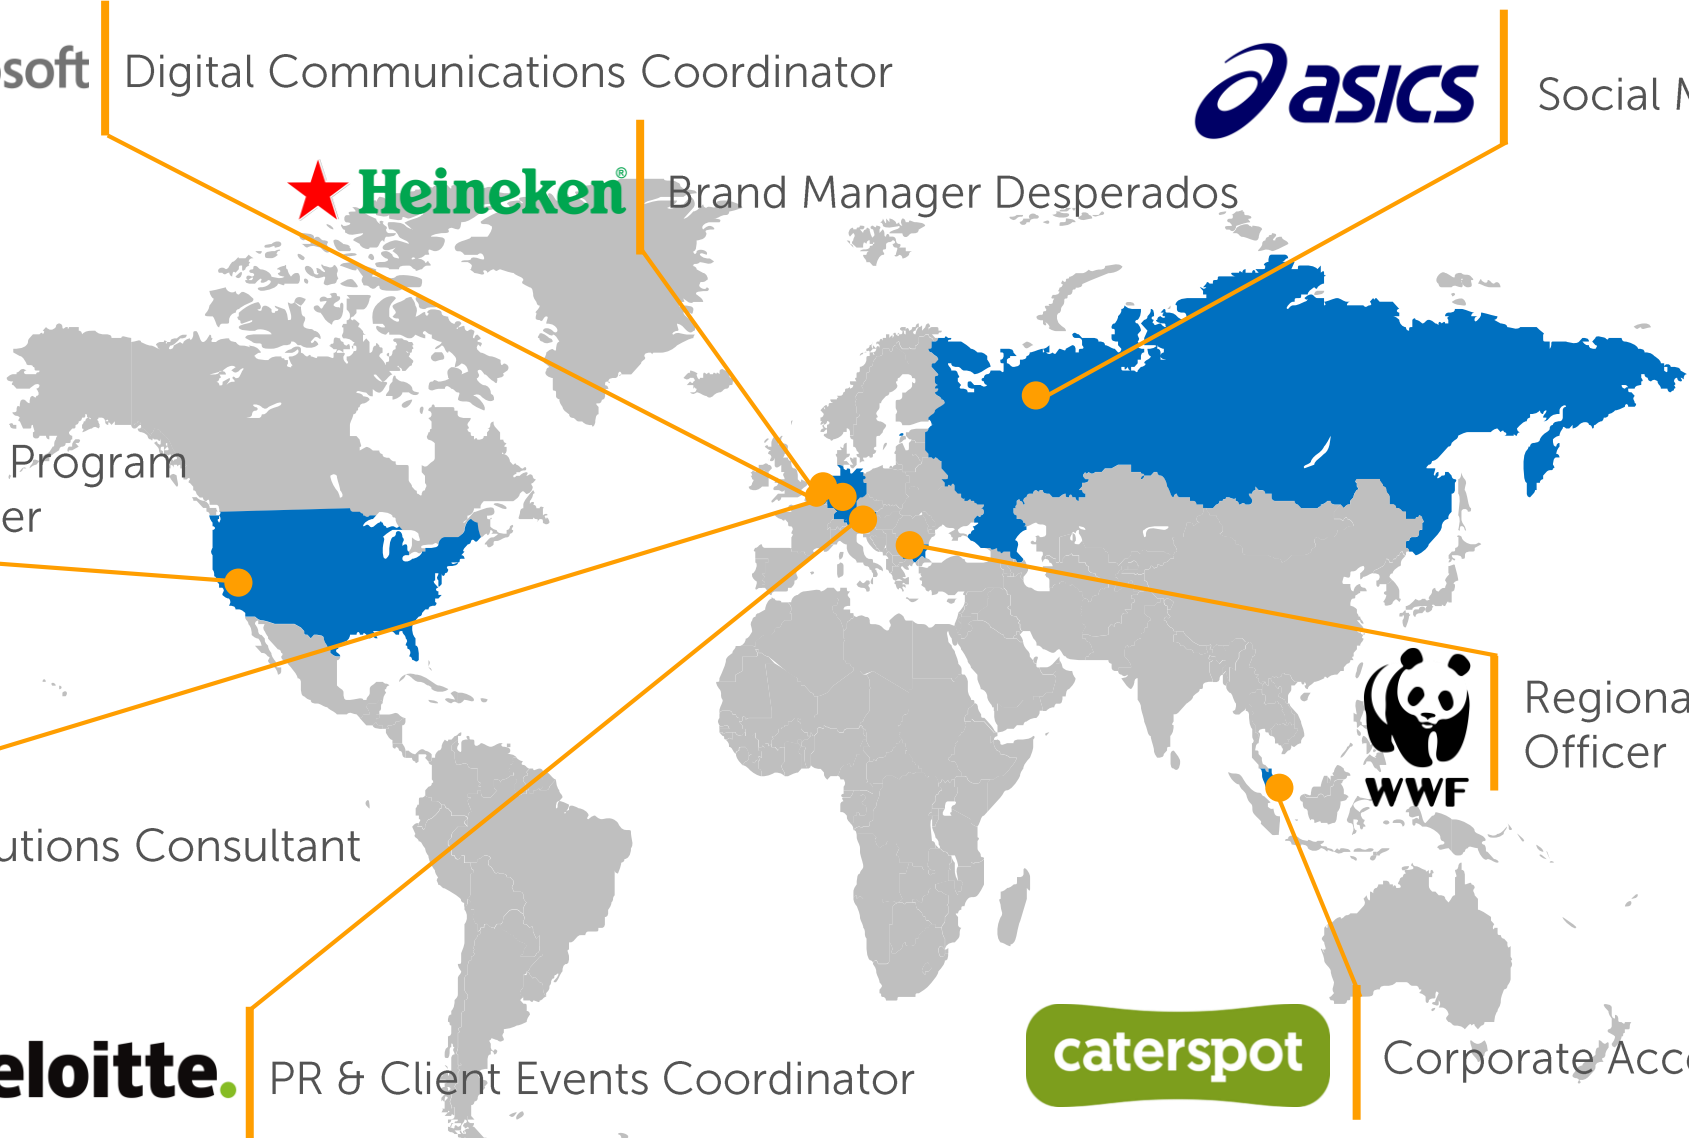 soft
Digital Communications Coordinator
asics
Social
Heineken®
Brand Manager Desperados
Program
er
Regiona
Officer
WWF
utions Consultant
eloitte.
PR & Client Events Coordinator
caterspot
Corporate Acc